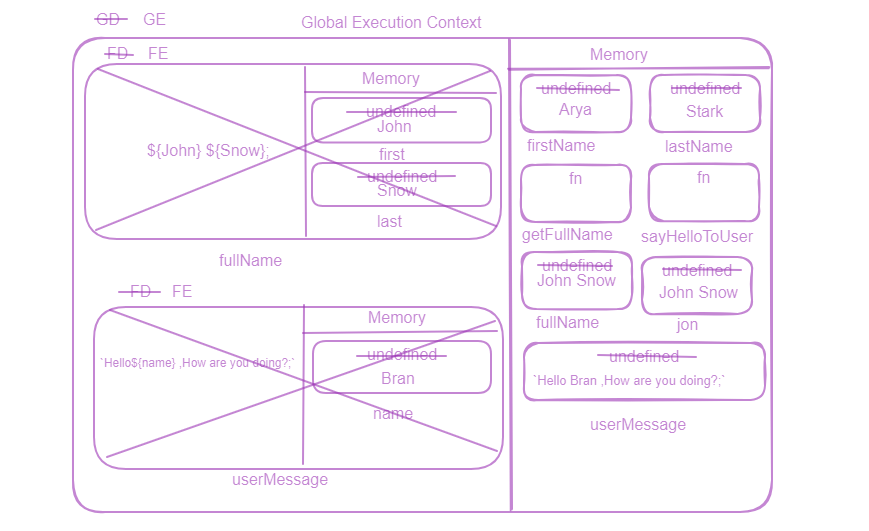 GD GE
Global Execution Context
FD FE
Memory
undefined
John
first
undefined
Snow
last
${John} ${Snow};
fullName
FD FE
Memory
undefined
Bran
name
`Hello${name} ,How are you doing?;`
userMessage
Memory
undefined
Arya
firstName
undefined
Stark
lastName
fn
getFullName
fn
sayHelloToUser
undefined
John Snow
fullName
undefined
John Snow
jon
undefined
`Hello Bran ,How are you doing?;`
userMessage